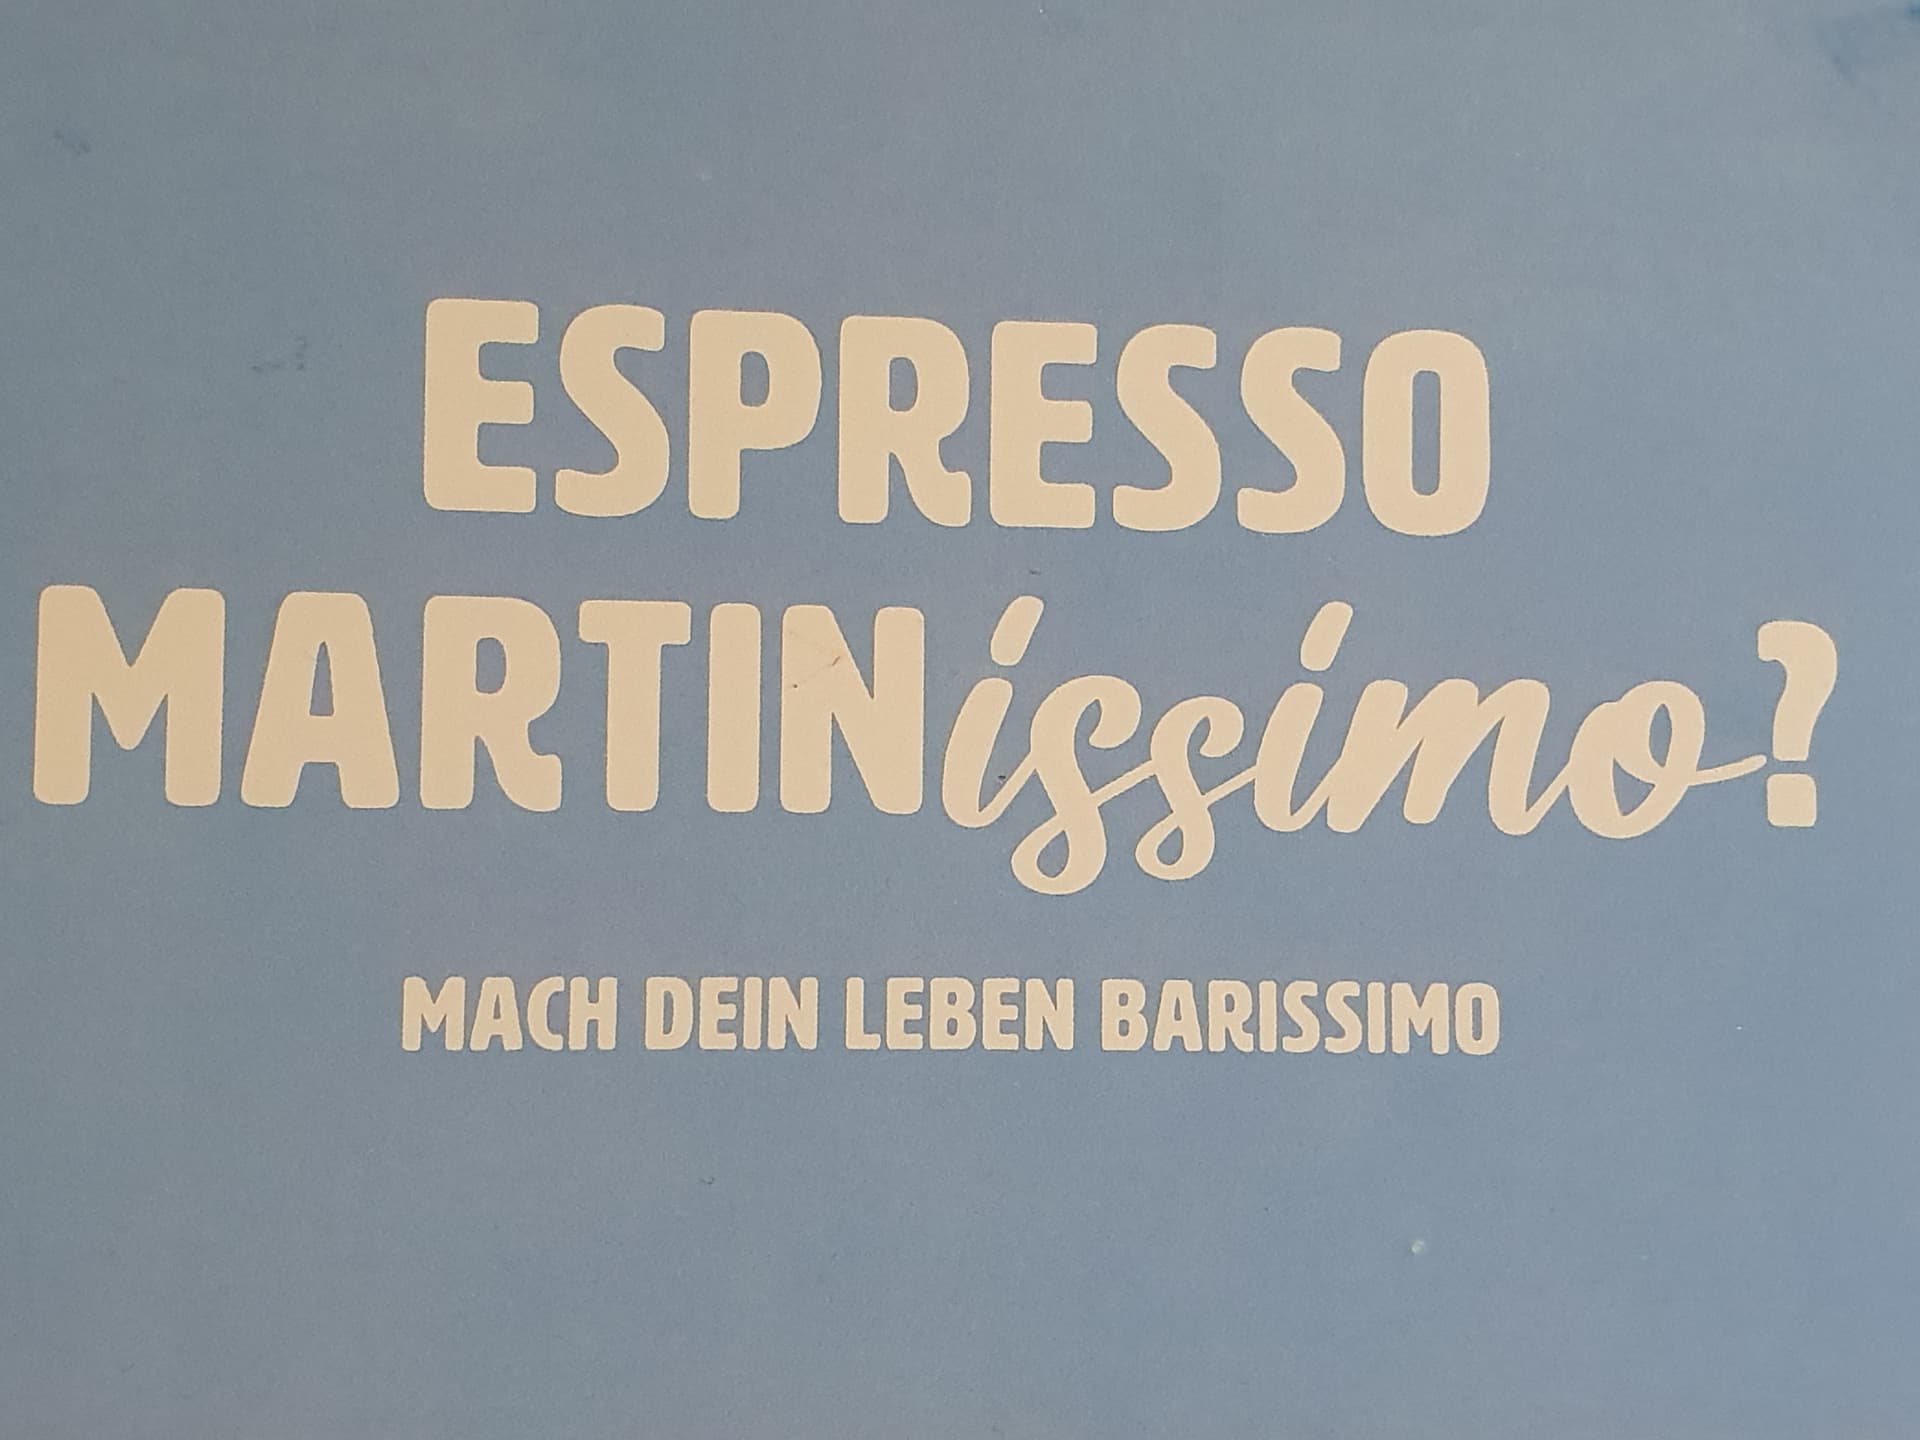 ESPRESSO
MARTINissimo?
MACH DEIN LEBEN BARISSIMO